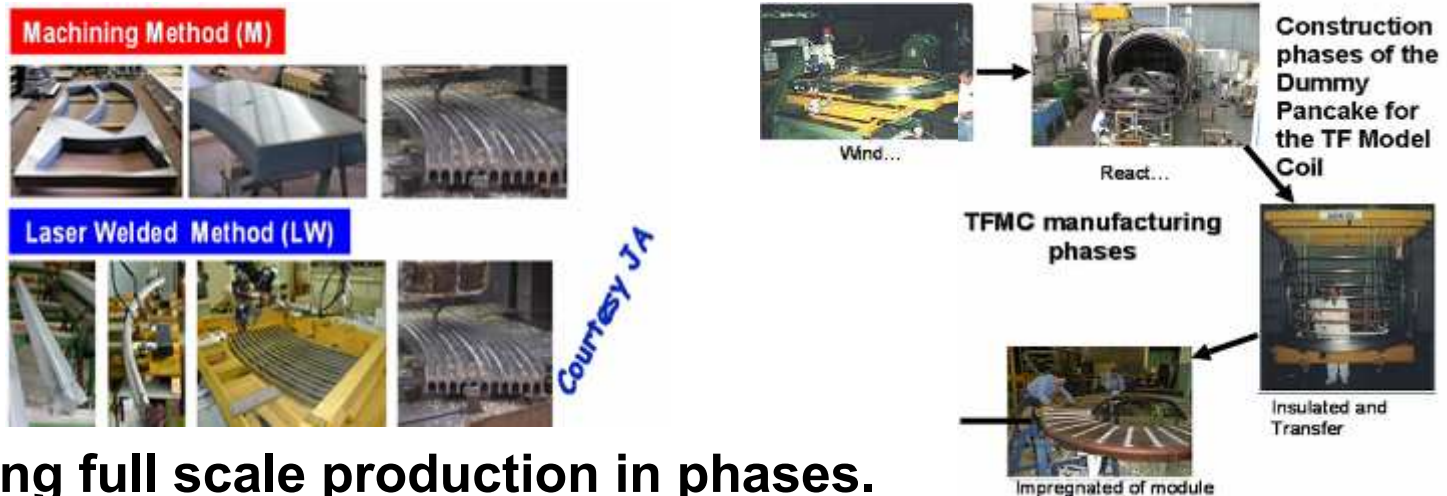 Machining Method (M)
Laser Welded Method (LW)
Courtesy JA
Wind...
React...
Construction
phases of the
Dummy
Pancake for
the TF Model
Coil
TFMC manufacturing
phases
Insulated and
Transfer
Impregnated of module
ng full scale production in phases.